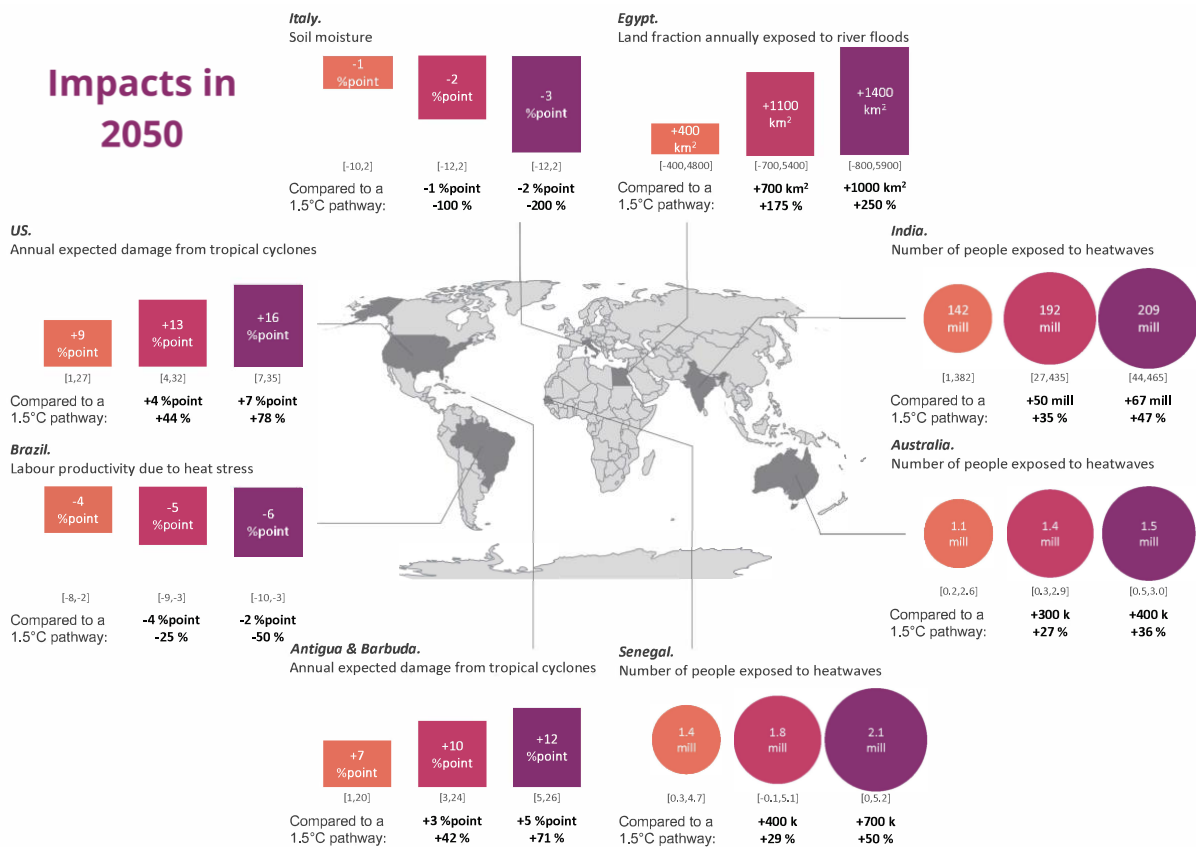 Impacts in
2050
Italy.
Soil moisture
-1
%point
-2
%point
-3
%point
[-10,2]
[-12,2]
[-12,2]
Compared to a
1.5°C pathway:
-1 %point
-100 %
-2 %point
-200 %
Egypt.
Land fraction annually exposed to river floods
+400
km²
+1100
km²
+1400
km²
[-400,4800]
[-700,5400]
[-800,5900]
Compared to a
1.5°C pathway:
+700 km²
+175 %
+1000 km²
+250 %
US.
Annual expected damage from tropical cyclones
+9
%point
+13
%point
+16
%point
[1,27]
[4,32]
[7,35]
Compared to a
1.5°C pathway:
+4 %point
+44 %
+7 %point
+78 %
India.
Number of people exposed to heatwaves
142
mill
192
mill
209
mill
[1,382]
[27,435]
[44,465]
Compared to a
1.5°C pathway:
+50 mill
+35 %
+67 mill
+47 %
Brazil.
Labour productivity due to heat stress
-4
%point
-5
%point
-6
%point
[-8,-2]
[-9,-3]
[-10,-3]
Compared to a
1.5°C pathway:
-4 %point
-25 %
-2 %point
-50 %
Australia.
Number of people exposed to heatwaves
1.1
mill
1.4
mill
1.5
mill
[0.2,2.6]
[0.3,2.9]
[0.5,3.0]
Compared to a
1.5°C pathway:
+300 k
+27 %
+400 k
+36 %
Antigua & Barbuda.
Annual expected damage from tropical cyclones
+7
%point
+10
%point
+12
%point
[1,20]
[3,24]
[5,26]
Compared to a
1.5°C pathway:
+3 %point
+42 %
+5 %point
+71 %
Senegal.
Number of people exposed to heatwaves
1.4
mill
1.8
mill
2.1
mill
[0.3,4.7]
[-0.1,5.1]
[0,5.2]
Compared to a
1.5°C pathway:
+400 k
+29 %
+700 k
+50 %